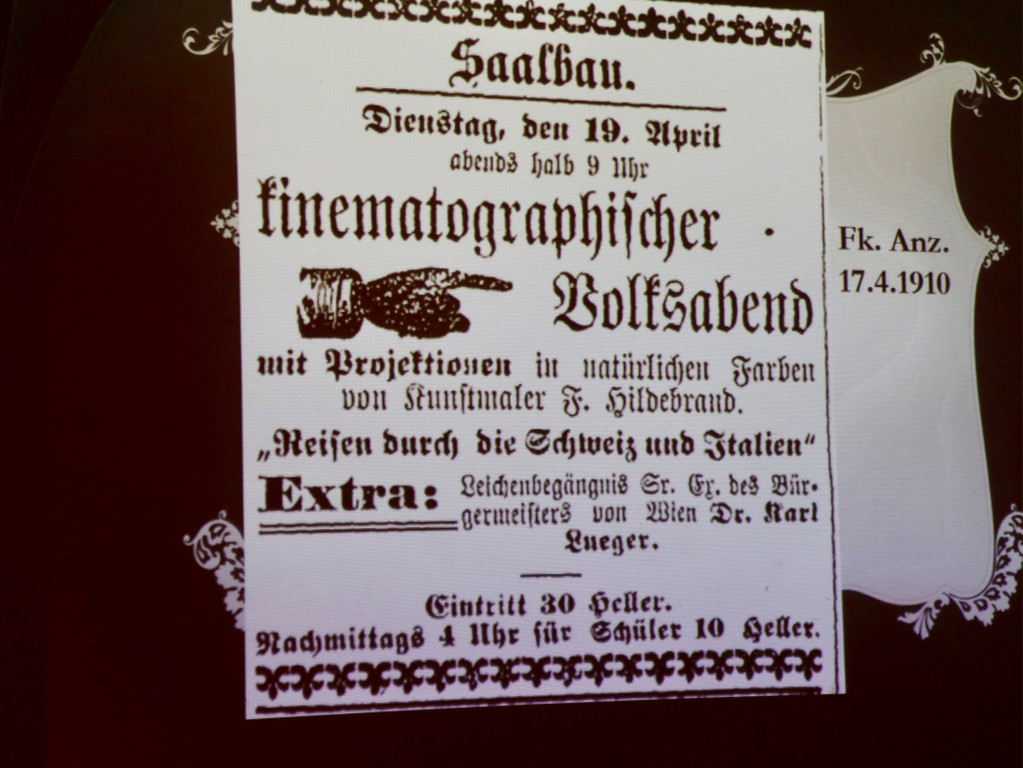 Saalbau.
Dienstag, den 19. April
abends halb 9 Uhr
kinematographischer
Volksabend
mit Projektionen in natürlichen Farben
von Kunstmaler F. Hildebrand.
„Reisen durch die Schweiz und Italien“
Extra: Leichenbegängnis Sr. Ex. des Bür-
germeisters von Wien Dr. Karl
Lueger.
Eintritt 30 Heller.
Nachmittags 4 Uhr für Schüler 10 Heller.
Fk. Anz.
17.4.1910